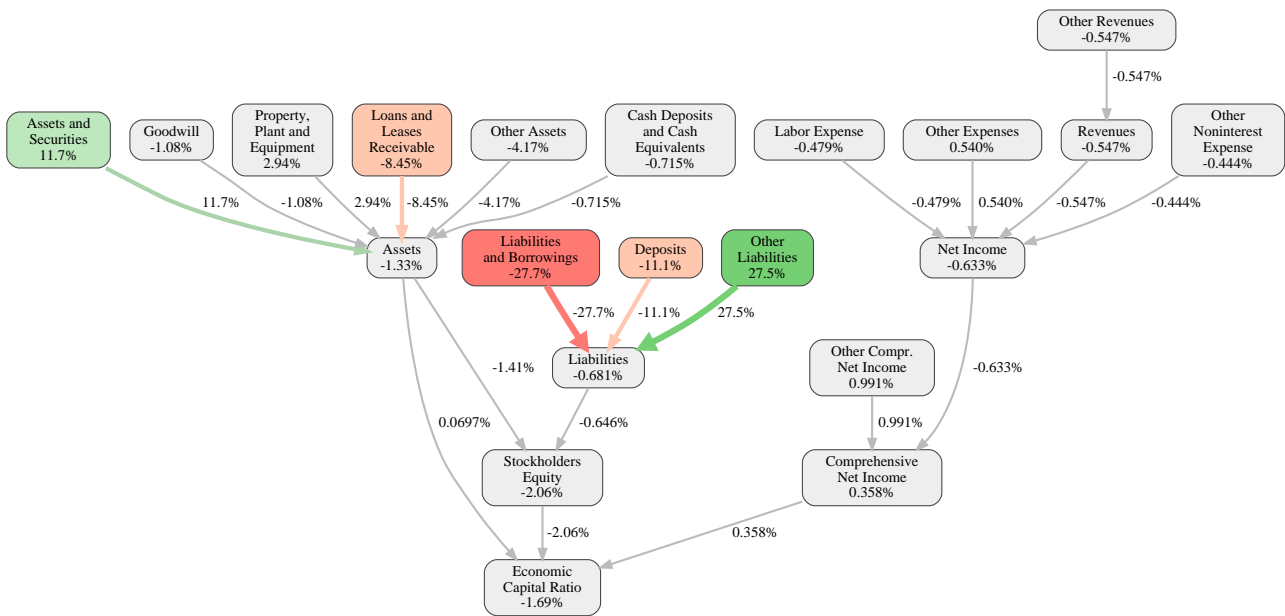 Other Revenues
-0.547%
-0.547%
Assets and
Securities
11.7%
Goodwill
-1.08%
Property,
Plant and
Equipment
2.94%
Loans and
Leases
Receivable
-8.45%
Other Assets
-4.17%
Cash Deposits
and Cash
Equivalents
-0.715%
Labor Expense
-0.479%
Other Expenses
0.540%
Revenues
-0.547%
Other
Noninterest
Expense
-0.444%
11.7%
-1.08%
2.94%
-8.45%
-4.17%
-0.715%
-0.479%
0.540%
-0.547%
-0.444%
Assets
-1.33%
Liabilities
and Borrowings
-27.7%
Deposits
-11.1%
Other
Liabilities
27.5%
Net Income
-0.633%
-27.7%
-11.1%
27.5%
-1.41%
Liabilities
-0.681%
Other Compr.
Net Income
0.991%
-0.633%
0.0697%
-0.646%
0.991%
Stockholders
Equity
-2.06%
Comprehensive
Net Income
0.358%
-2.06%
0.358%
Economic
Capital Ratio
-1.69%